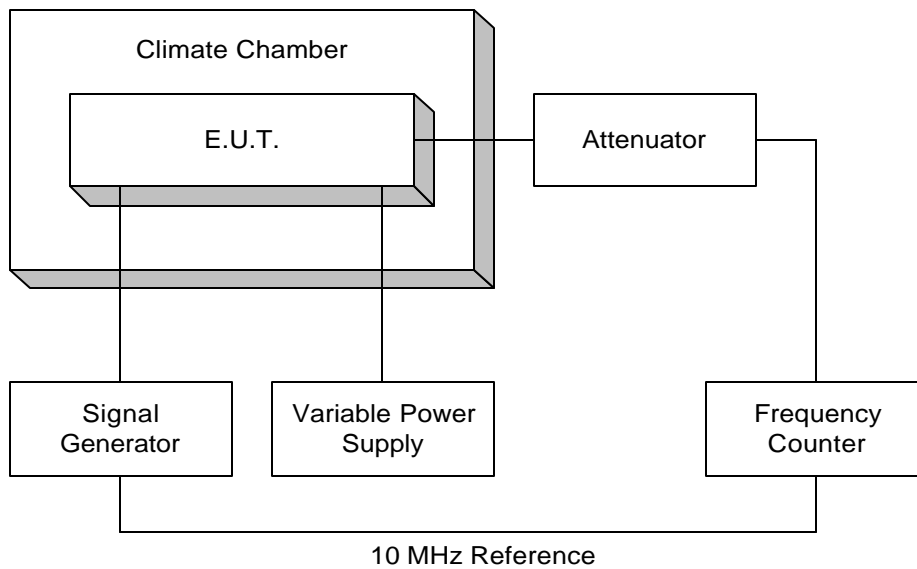 Climate Chamber
E.U.T.
Attenuator
Signal
Generator
Variable Power
Supply
Frequency
Counter
10 MHz Reference